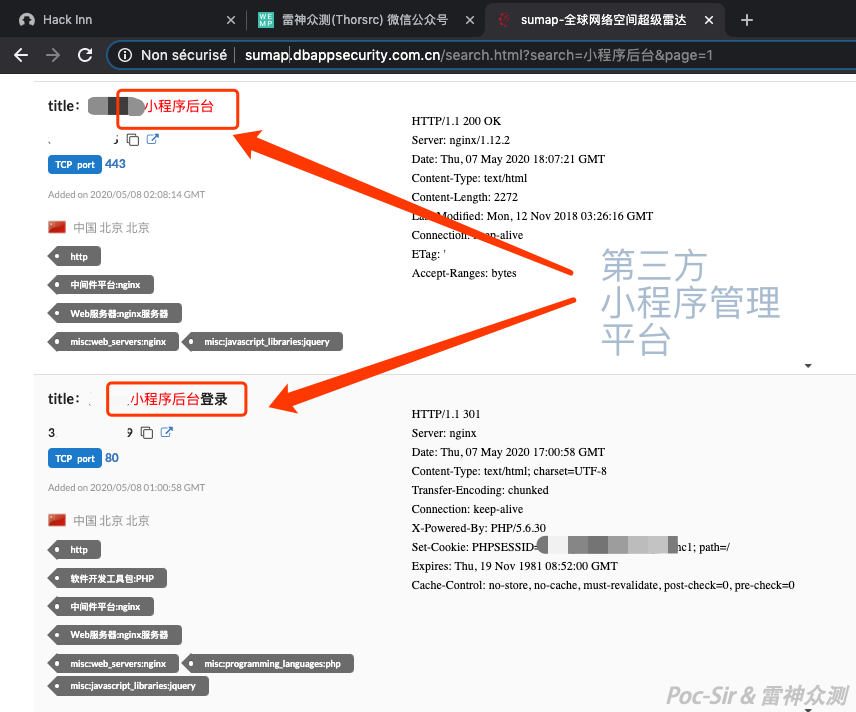 Hack Inn
WE MP
雷神众测(Thorsrc) 微信公众号
sumap-全球网络空间超级雷达
Non sécurisé
sumap.dbappsecurity.com.cn/search.html?search=小程序后台&page=1
title：
小程序后台
TCP port 443
Added on 2020/05/08 02:08:14 GMT
中国 北京 北京
http
中间件平台:nginx
Web服务器:nginx服务器
misc:web_servers:nginx
misc:javascript_libraries:jquery
HTTP/1.1 200 OK
Server: nginx/1.12.2
Date: Thu, 07 May 2020 18:07:21 GMT
Content-Type: text/html
Content-Length: 2272
Last-Modified: Mon, 12 Nov 2018 03:26:16 GMT
Connection: keep-alive
ETag: '
Accept-Ranges: bytes
第三方
小程序管理
平台
title：
小程序后台登录
3 9
TCP port 80
Added on 2020/05/08 01:00:58 GMT
中国 北京 北京
http
软件开发工具包:PHP
中间件平台:nginx
Web服务器:nginx服务器
misc:web_servers:nginx
misc:programming_languages:php
misc:javascript_libraries:jquery
HTTP/1.1 301
Server: nginx
Date: Thu, 07 May 2020 17:00:58 GMT
Content-Type: text/html; charset=UTF-8
Transfer-Encoding: chunked
Connection: keep-alive
X-Powered-By: PHP/5.6.30
Set-Cookie: PHPSESSID= nc1; path=/
Expires: Thu, 19 Nov 1981 08:52:00 GMT
Cache-Control: no-store, no-cache, must-revalidate, post-check=0, pre-check=0
Poc-Sir & 雷神众测